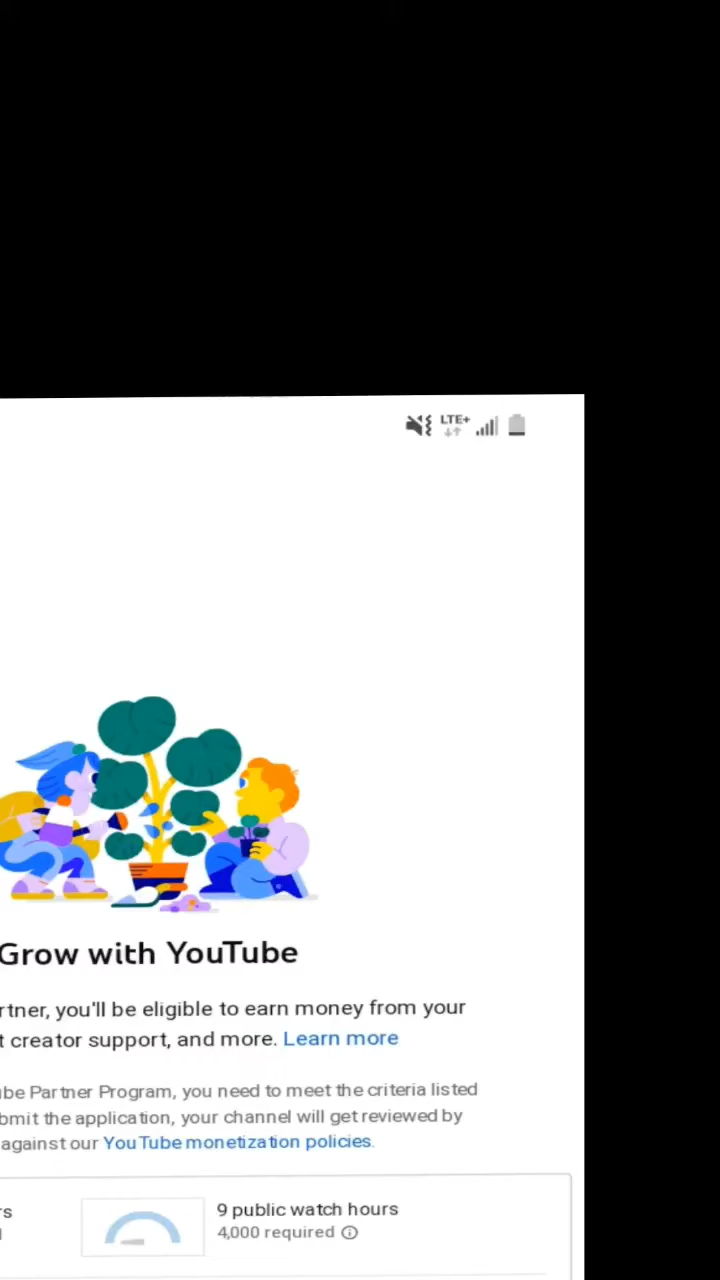 LTE+
Grow with YouTube
rtner, you'll be eligible to earn money from your
t creator support, and more. Learn more
be Partner Program, you need to meet the criteria listed
bmit the application, your channel will get reviewed by
against our YouTube monetization policies.
rs
9 public watch hours
4,000 required